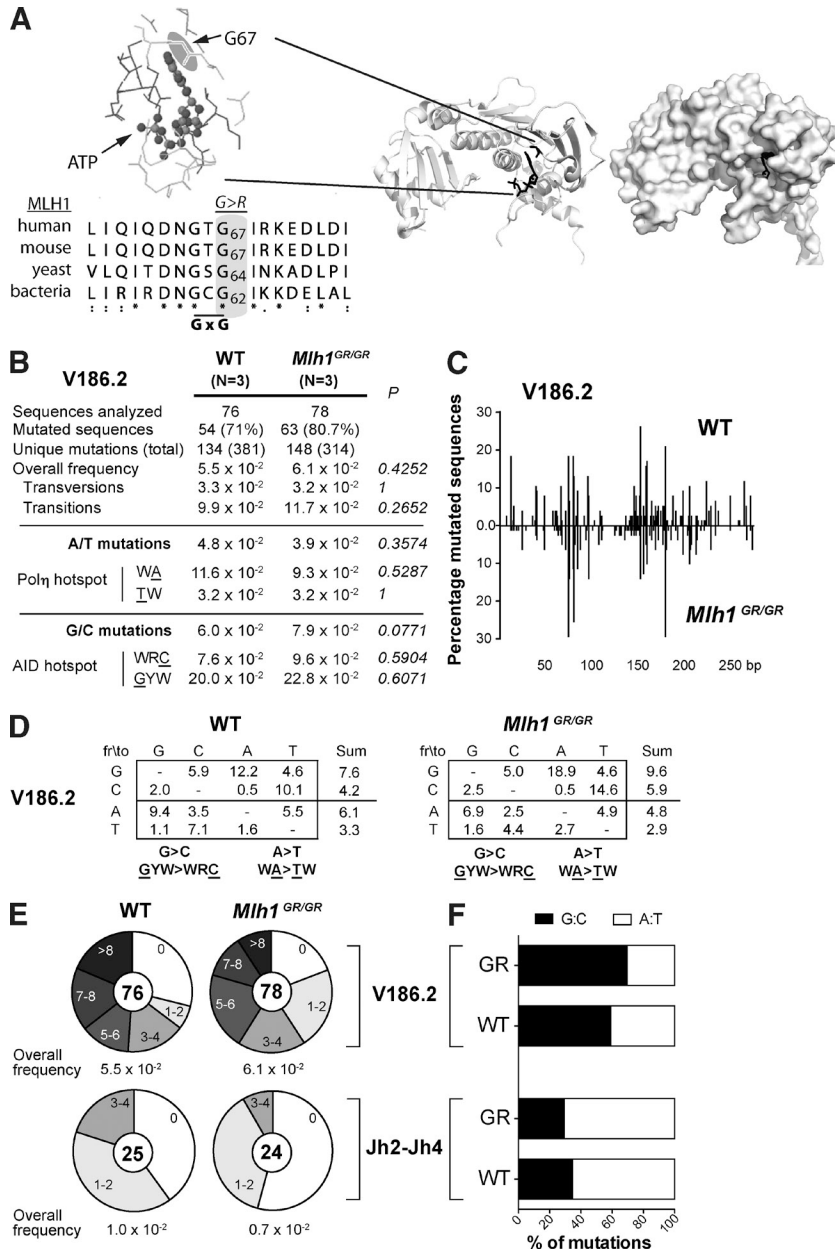 A
G67
ATP
MLH1 G>R
human L I Q I Q D N G T G 67 I R K E D L D I
mouse L I Q I Q D N G T G 67 I R K E D L D I
yeast V L Q I T D N G S G 64 I N K A D L P I
bacteria L I R I R D N G C G 62 I K K D E L A L
: : * * * * * * . * : :
G x G
B
V186.2 WT (N=3) Mlh1 GR/GR (N=3) P
Sequences analyzed 76 78
Mutated sequences 54 (71%) 63 (80.7%)
Unique mutations (total) 134 (381) 148 (314)
Overall frequency 5.5 x 10-2 6.1 x 10-2 0.4252
Transversions 3.3 x 10-2 3.2 x 10-2 1
Transitions 9.9 x 10-2 11.7 x 10-2 0.2652
A/T mutations 4.8 x 10-2 3.9 x 10-2 0.3574
Polη hotspot WA 11.6 x 10-2 9.3 x 10-2 0.5287
TW 3.2 x 10-2 3.2 x 10-2 1
G/C mutations 6.0 x 10-2 7.9 x 10-2 0.0771
AID hotspot WRC 7.6 x 10-2 9.6 x 10-2 0.5904
GYW 20.0 x 10-2 22.8 x 10-2 0.6071
C
V186.2
WT
Percentage mutated sequences
30
20
10
0.0
10
20
30
Mlh1 GR/GR
50 100 150 200 250 bp
D
V186.2
WT
fr\to G C A T Sum
G - 5.9 12.2 4.6 7.6
C 2.0 - 0.5 10.1 4.2
A 9.4 3.5 - 5.5 6.1
T 1.1 7.1 1.6 - 3.3
G>C A>T
GYW>WRC WA>TW
Mlh1 GR/GR
fr\to G C A T Sum
G - 5.0 18.9 4.6 9.6
C 2.5 - 0.5 14.6 5.9
A 6.9 2.5 - 4.9 4.8
T 1.6 4.4 2.7 - 2.9
G>C A>T
GYW>WRC WA>TW
E
WT Mlh1 GR/GR
>8 0 1-2 3-4 5-6 7-8 76
>8 0 1-2 3-4 5-6 7-8 78
V186.2
Overall frequency 5.5 x 10-2 6.1 x 10-2
3-4 0 1-2 25
3-4 0 1-2 24
Jh2-Jh4
Overall frequency 1.0 x 10-2 0.7 x 10-2
F
G:C A:T
GR
WT
GR
WT
0 20 40 60 80 100
% of mutations